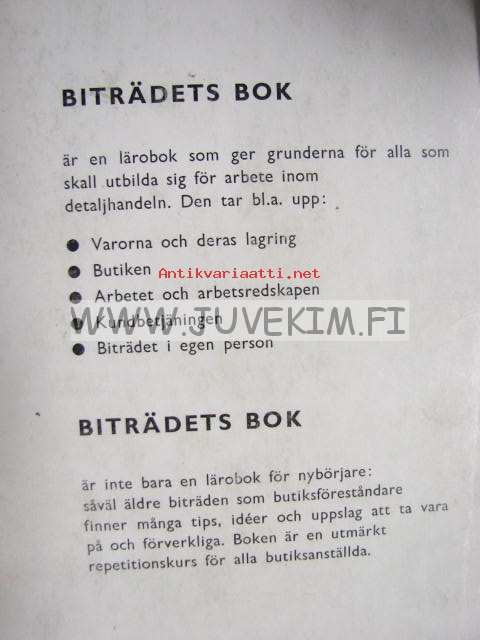 BITRÄDETS BOK
är en lärobok som ger grunderna för alla som
skall utbilda sig för arbete inom
detaljhandeln. Den tar bl.a. upp:
● Varorna och deras lagring
● Butiken
Antikvariaatti.net
● Arbetet och arbetsredskapen
● Kundbetjäningen
WWW.JUVEKIM.FI
● Biträdet i egen person
BITRÄDETS BOK
är inte bara en lärobok för nybörjare:
såväl äldre biträden som butiksföreståndare
finner många tips, idéer och uppslag att ta vara
på och förverkliga. Boken är en utmärkt
repetitionskurs för alla butiksanställda.